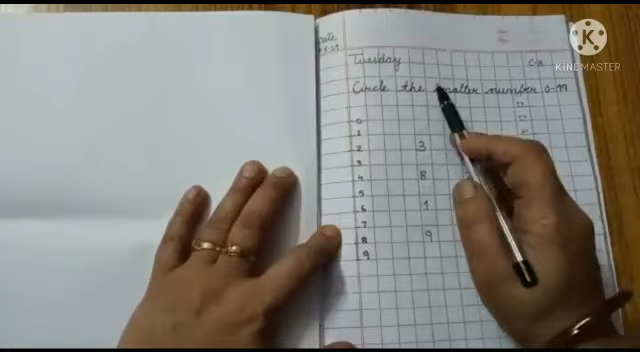 Date
Tuesday
C.W
Circle the smaller number 0-99
0
1
2 3
3
4 8
5
6 1
7
8 9
9
KINEMASTER